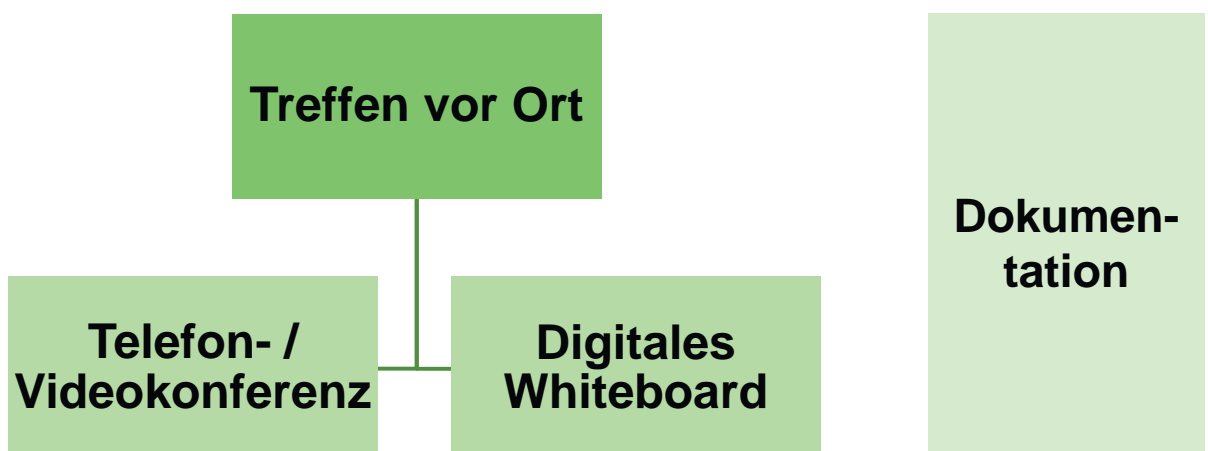 Treffen vor Ort
Telefon- /
Videokonferenz
Digitales
Whiteboard
Dokumen-
tation